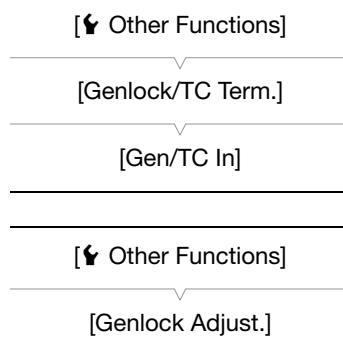 [ Other Functions]
[Genlock/TC Term.]
[Gen/TC In]
[ Other Functions]
[Genlock Adjust.]